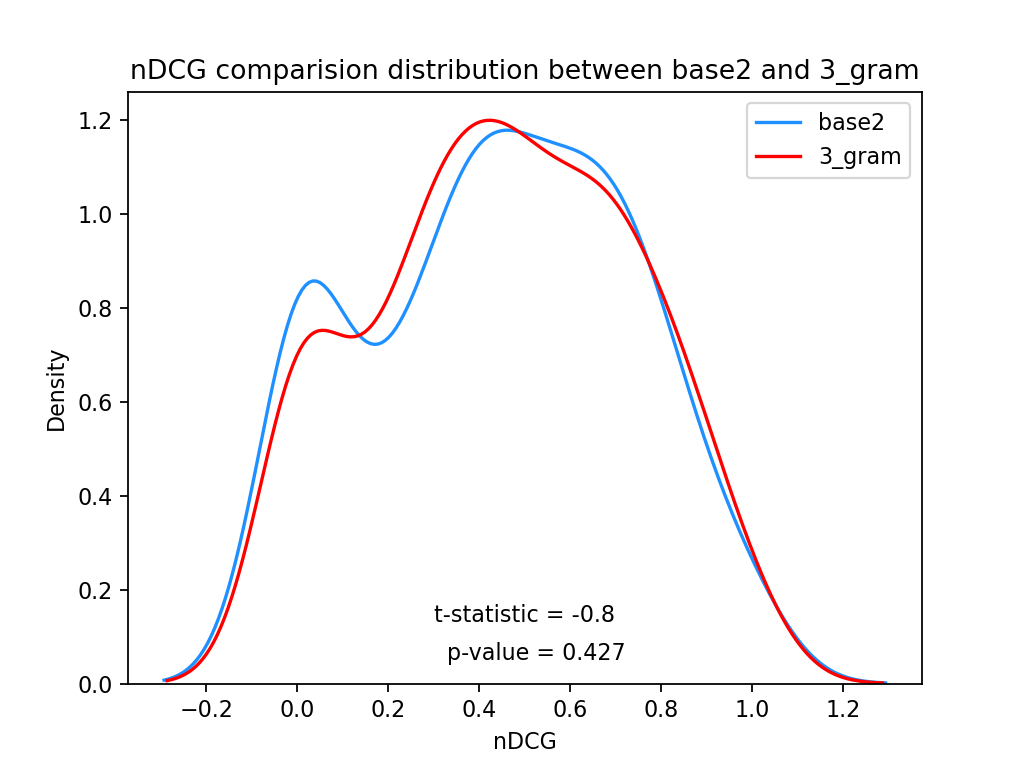 nDCG comparision distribution between base2 and 3_gram
base2
3_gram
1.2
1.0
0.8
0.6
0.4
0.2
0.0
Density
t-statistic = -0.8
p-value = 0.427
−0.2 0.0 0.2 0.4 0.6 0.8 1.0 1.2
nDCG